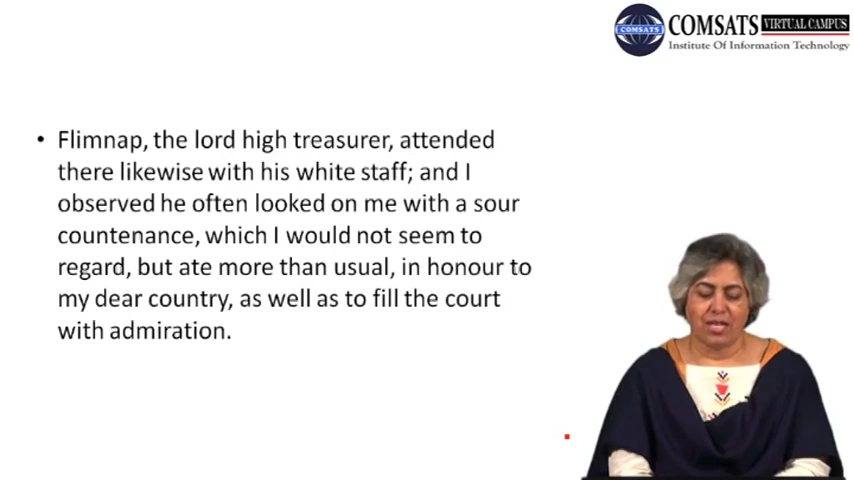 COMSATS VIRTUAL CAMPUS
COMSATS
Institute Of Information Technology
• Flimnap, the lord high treasurer, attended
there likewise with his white staff; and I
observed he often looked on me with a sour
countenance, which I would not seem to
regard, but ate more than usual, in honour to
my dear country, as well as to fill the court
with admiration.